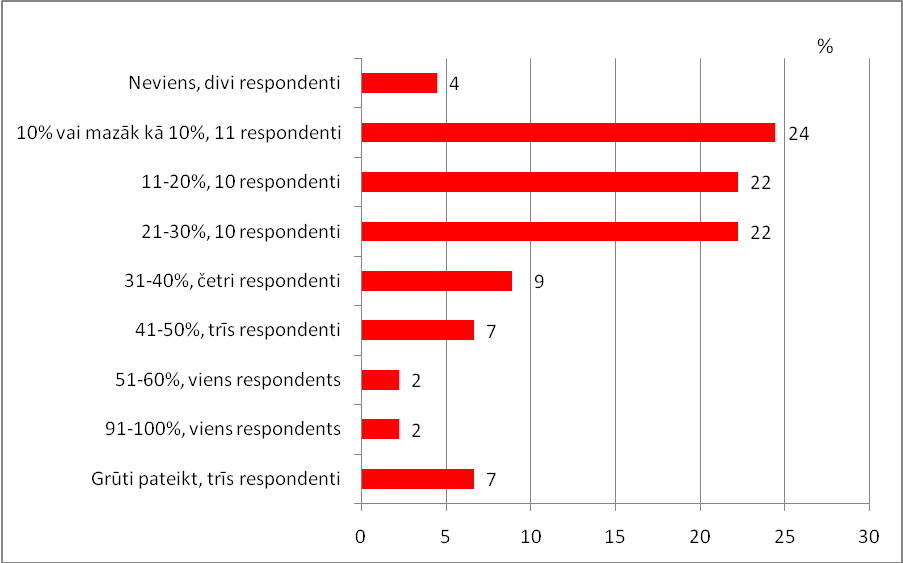 %
Neviens, divi respondenti 4
10% vai mazāk kā 10%, 11 respondenti 24
11-20%, 10 respondenti 22
21-30%, 10 respondenti 22
31-40%, četri respondenti 9
41-50%, trīs respondenti 7
51-60%, viens respondents 2
91-100%, viens respondents 2
Grūti pateikt, trīs respondenti 7
0 5 10 15 20 25 30